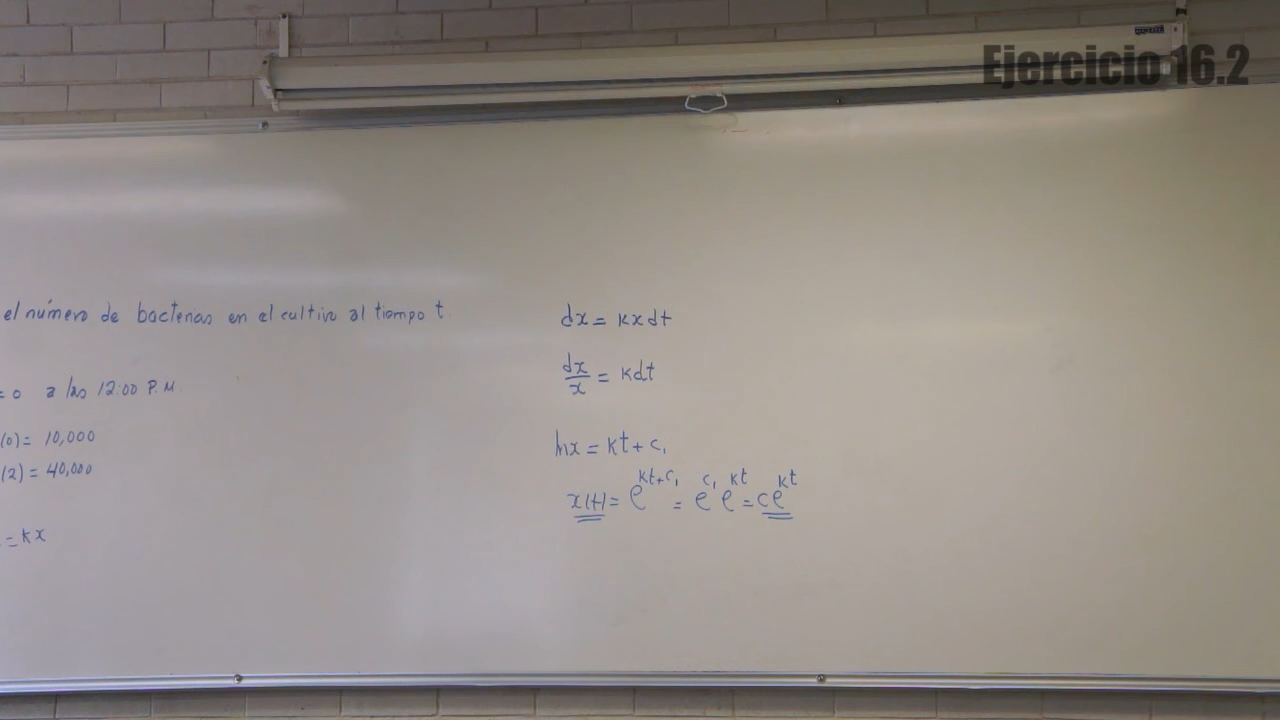 Ejercicio 16.2
el número de bacterias en el cultivo al tiempo t.
= 0 a las 12:00 P.M.
(0) = 10,000
(2) = 40,000
= kx
dx = kxdt
dx/x = kdt
lnx = kt + c₁
x(t) = e^{kt+c₁} = e^{c₁} e^{kt} = ce^{kt}